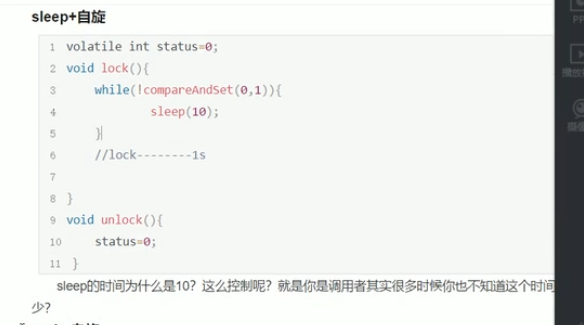 sleep+自旋
1 volatile int status=0;
2 void lock(){
3 while(!compareAndSet(0,1)){
4 sleep(10);
5 }
6 //lock--------1s
7
8 }
9 void unlock(){
10 status=0;
11 }
sleep的时间为什么是10？这么控制呢？就是你是调用者其实很多时候你也不知道这个时间
少？